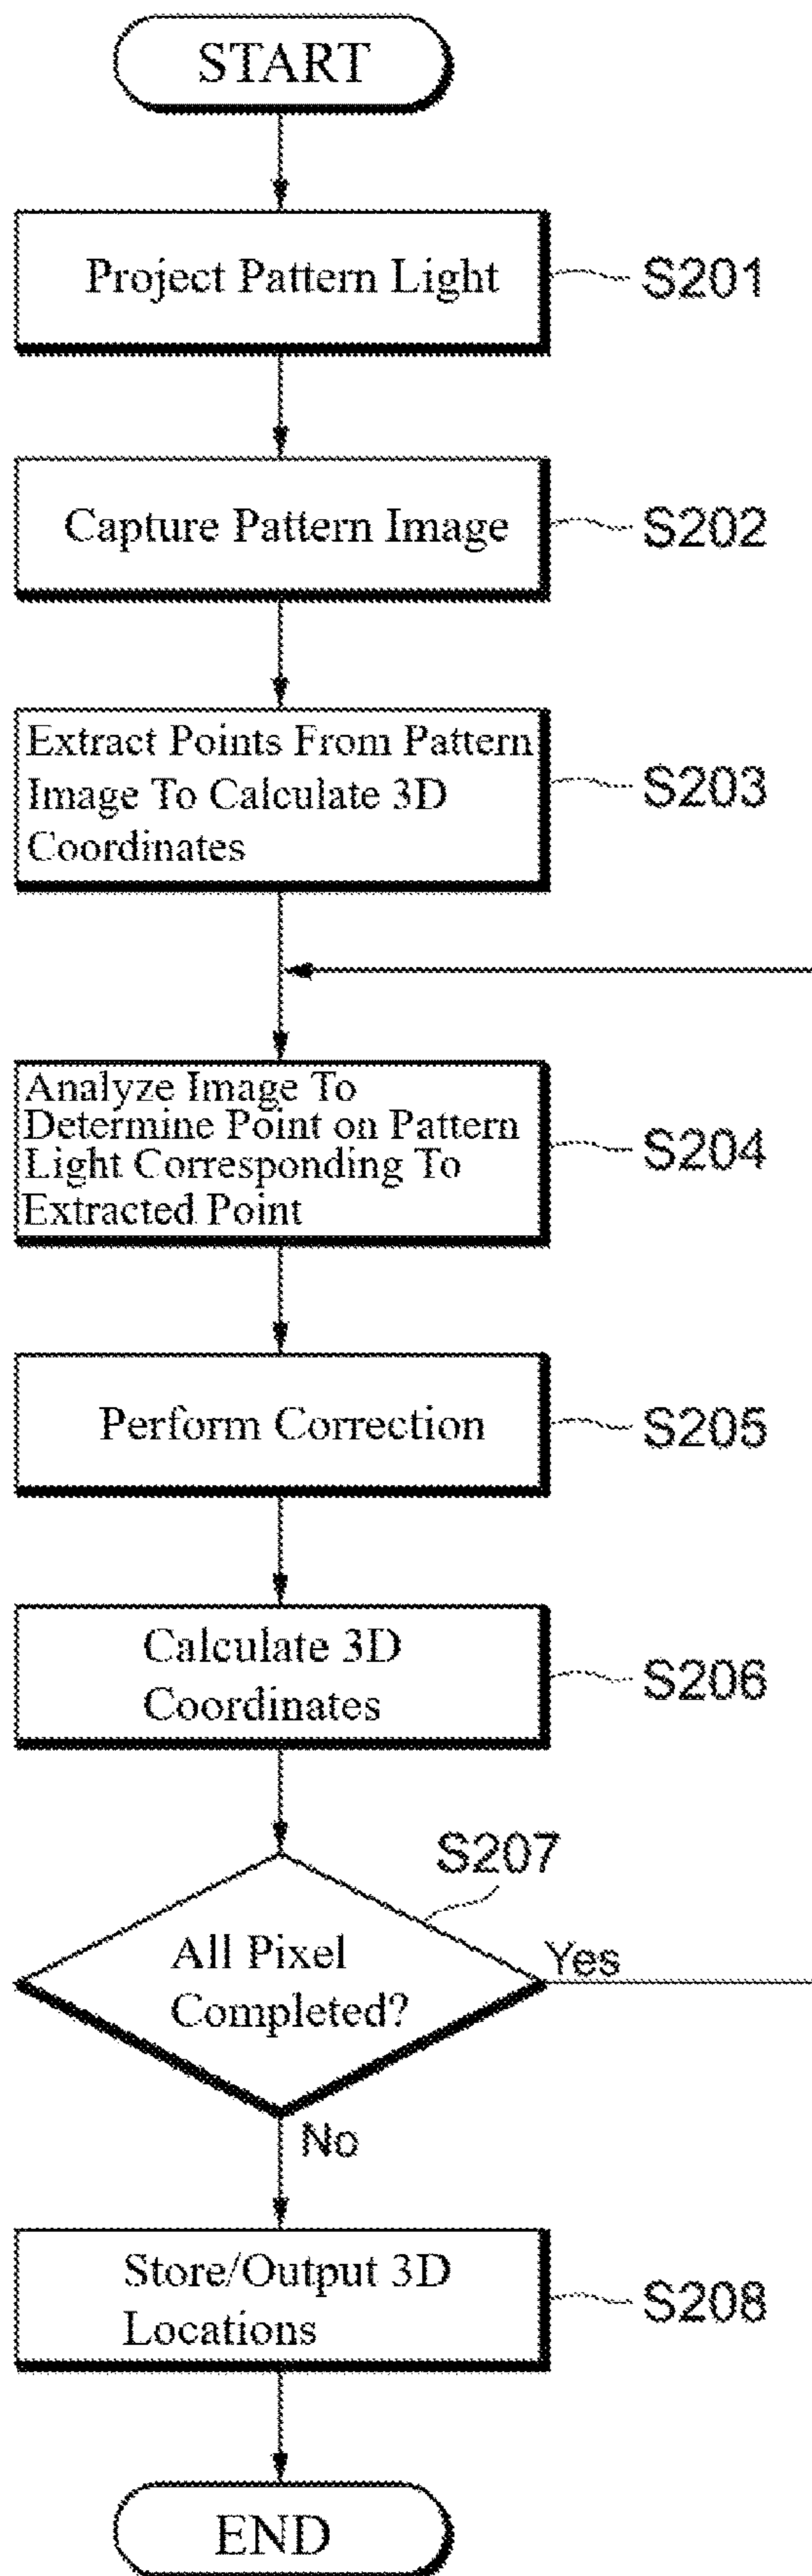 START
Project Pattern Light
S201
Capture Pattern Image
S202
Extract Points From Pattern
Image To Calculate 3D
Coordinates
S203
Analyze Image To
Determine Point on Pattern
Light Corresponding To
Extracted Point
S204
Perform Correction
S205
Calculate 3D
Coordinates
S206
S207
All Pixel
Completed?
Yes
No
Store/Output 3D
Locations
S208
END